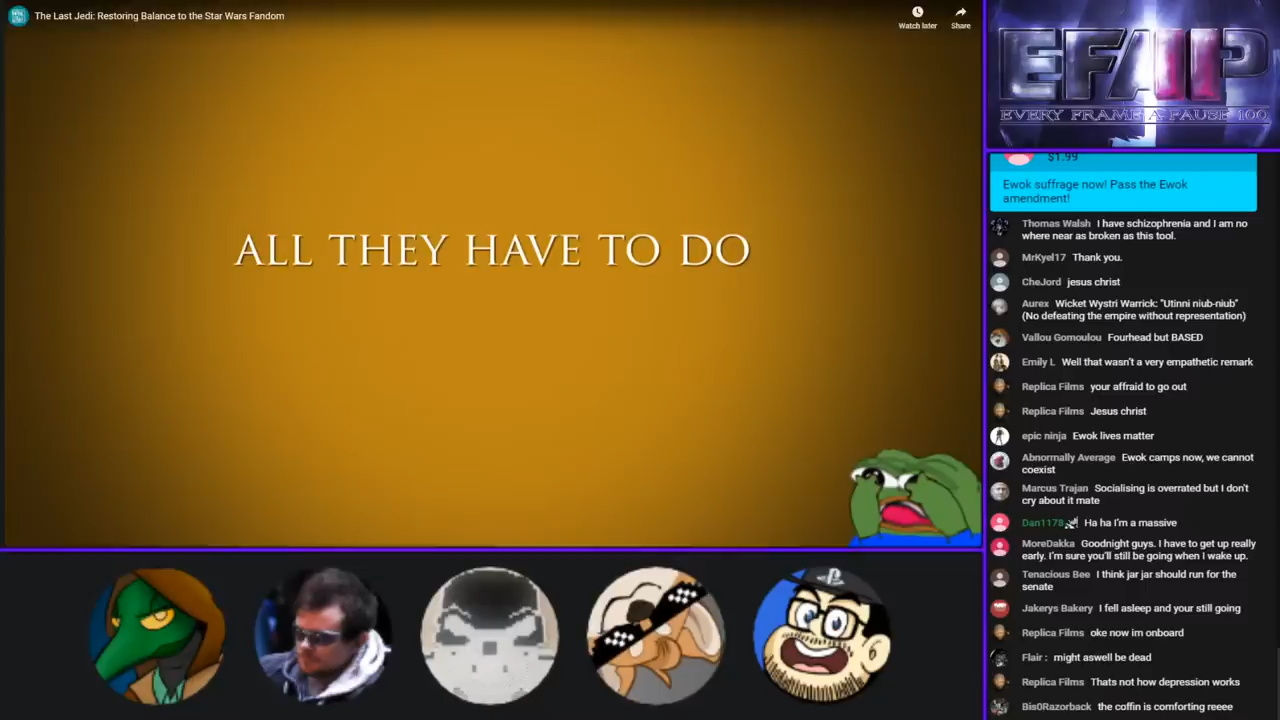 The Last Jedi: Restoring Balance to the Star Wars Fandom
Watch later
Share
ALL THEY HAVE TO DO
EFAIP
EVERY FRAME A PAUSE 100
$1.99
Ewok suffrage now! Pass the Ewok
amendment!
Thomas Walsh I have schizophrenia and I am no
where near as broken as this tool.
MrKyel17 Thank you.
CheJord jesus christ
Aurex Wicket Wystri Warrick: "Utinni niub-niub"
(No defeating the empire without representation)
Vallou Gomoulou Fourhead but BASED
Emily L Well that wasn't a very empathetic remark
Replica Films your affraid to go out
Replica Films Jesus christ
epic ninja Ewok lives matter
Abnormally Average Ewok camps now, we cannot
coexist
Marcus Trajan Socialising is overrated but I don't
cry about it mate
Dan1178 Ha ha I'm a massive
MoreDakka Goodnight guys. I have to get up really
early. I'm sure you'll still be going when I wake up.
Tenacious Bee I think jar jar should run for the
senate
Jakerys Bakery I fell asleep and your still going
Replica Films oke now im onboard
Flair : might aswell be dead
Replica Films Thats not how depression works
Bis0Razorback the coffin is comforting reeee